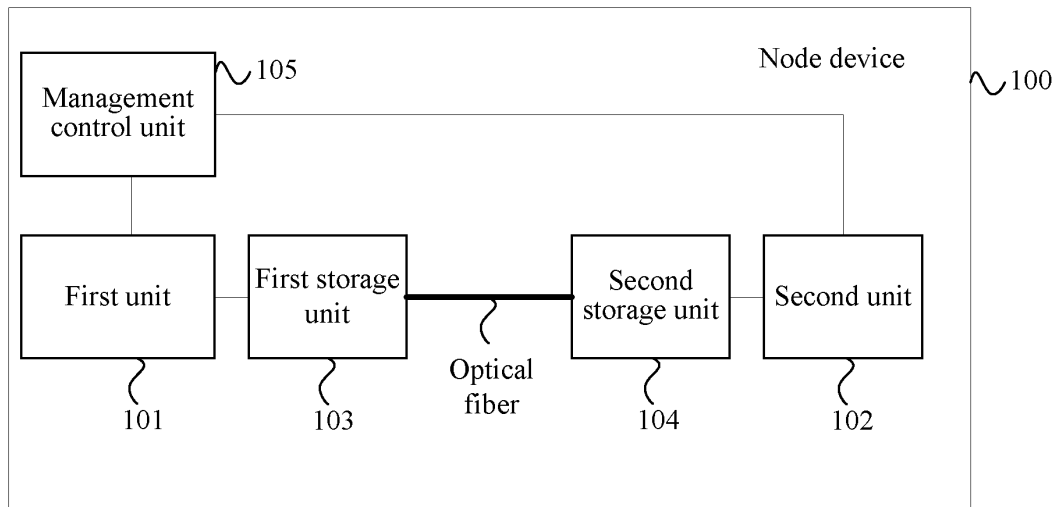 Node device
100
105
Management
control unit
First unit
First storage
unit
Second
storage unit
Second unit
Optical
fiber
101
103
104
102